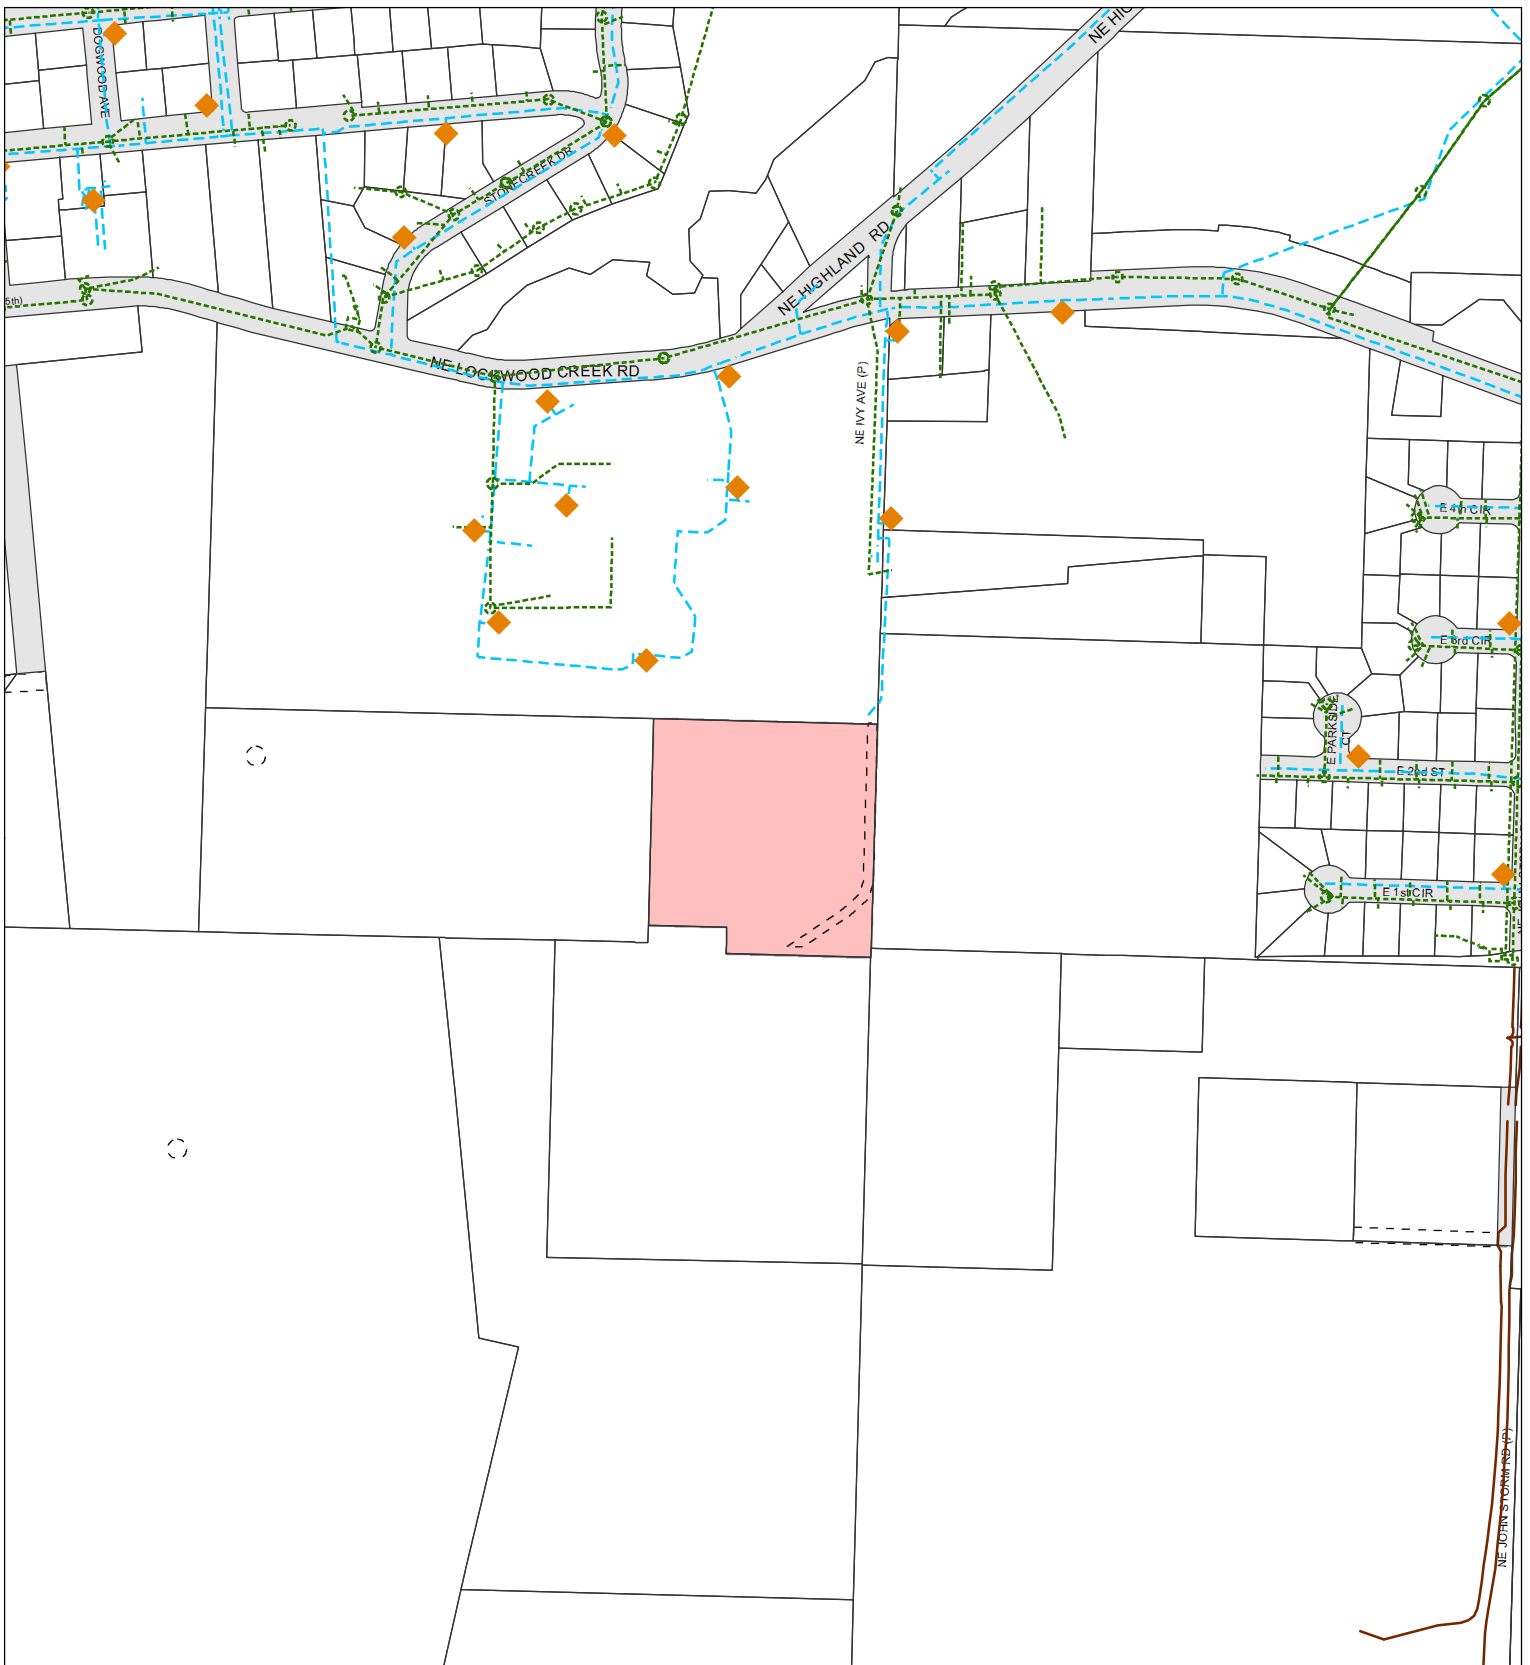 NE HIG
DOGWOOD AVE
STONECREEK DR
NE HIGHLAND RD
5th)
NE LOCKWOOD CREEK RD
NE IVY AVE (P)
E 4th CIR
E 3rd CIR
E PARKSIDE
CT
E 2nd ST
E 1st CIR
NE JOHN STORM RD (P)